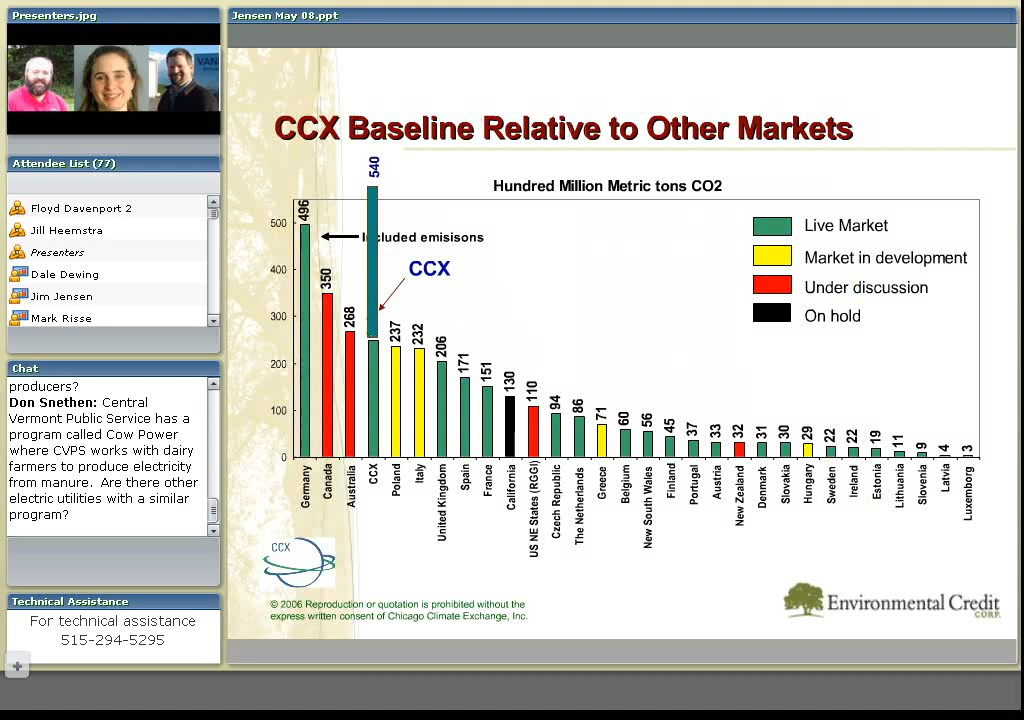 Presenters.jpg
VAN
Attendee List (77)
Floyd Davenport 2
Jill Heemstra
Presenters
Dale Dewing
Jim Jensen
Mark Risse
Chat
producers?
Don Snethen: Central
Vermont Public Service has a
program called Cow Power
where CVPS works with dairy
farmers to produce electricity
from manure. Are there other
electric utilities with a similar
program?
Technical Assistance
For technical assistance
515-294-5295
Jensen May 08.ppt
CCX Baseline Relative to Other Markets
Hundred Million Metric tons CO2
540
496
350
268
237
232
206
171
151
130
110
94
86
71
60
56
45
37
33
32
31
30
29
22
22
19
11
9
4
3
Included emisisons
CCX
Live Market
Market in development
Under discussion
On hold
500
400
300
200
100
0
Germany
Canada
Australia
CCX
Poland
Italy
United Kingdom
Spain
France
California
US NE States (RGGI)
Czech Republic
The Netherlands
Greece
Belgium
New South Wales
Finland
Portugal
Austria
New Zealand
Denmark
Slovakia
Hungary
Sweden
Ireland
Estonia
Lithuania
Slovenia
Latvia
Luxemborg
CCX
© 2006 Reproduction or quotation is prohibited without the
express written consent of Chicago Climate Exchange, Inc.
Environmental Credit
CORP.